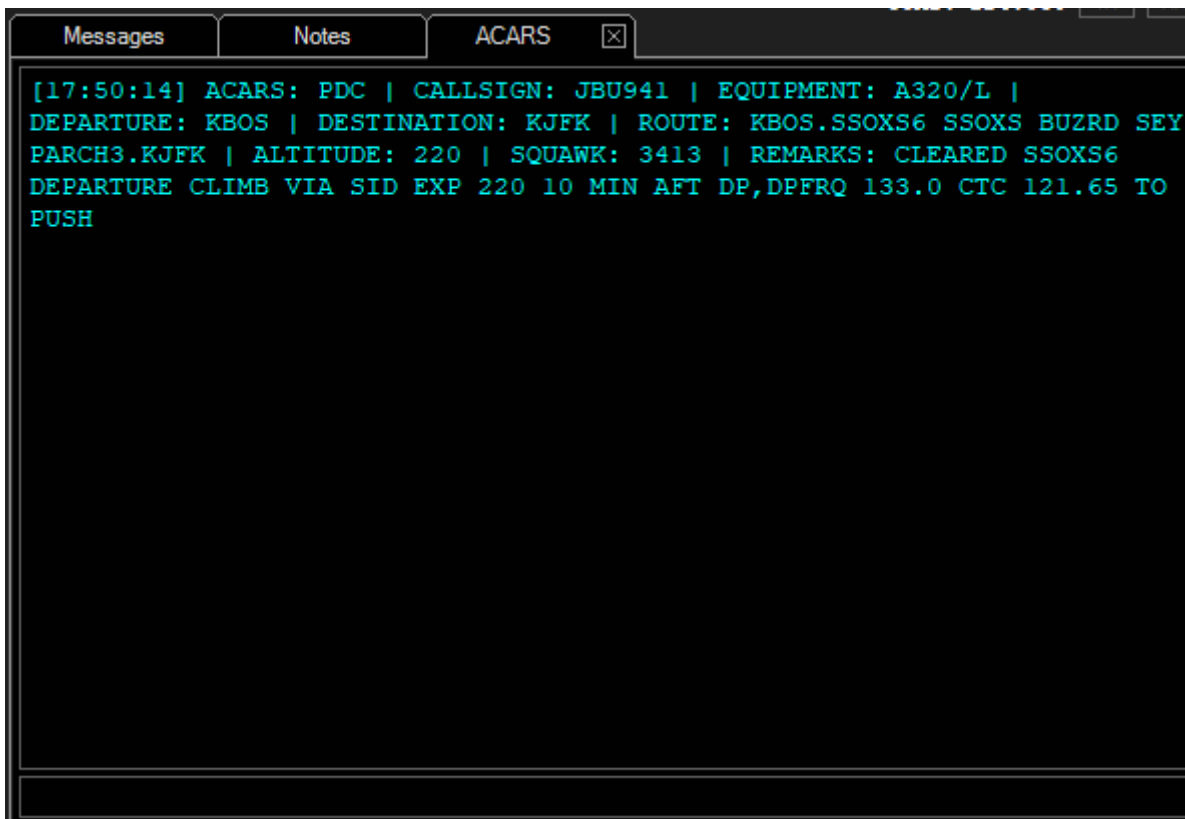 Messages Notes ACARS
[17:50:14] ACARS: PDC | CALLSIGN: JBU941 | EQUIPMENT: A320/L |
DEPARTURE: KBOS | DESTINATION: KJFK | ROUTE: KBOS.SSOXS6 SSOXS BUZRD SEY
PARCH3.KJFK | ALTITUDE: 220 | SQUAWK: 3413 | REMARKS: CLEARED SSOXS6
DEPARTURE CLIMB VIA SID EXP 220 10 MIN AFT DP,DPFRQ 133.0 CTC 121.65 TO
PUSH